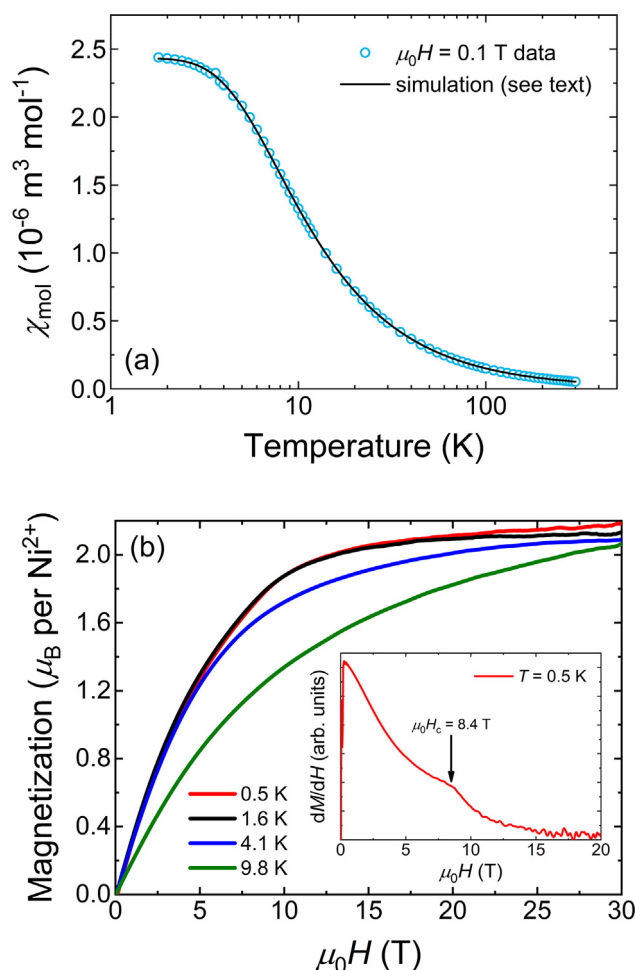 2.5
2.0
1.5
1.0
0.5
0.0
χmol (10⁻⁶ m³ mol⁻¹)
μ₀H = 0.1 T data
simulation (see text)
(a)
1 10 100
Temperature (K)
(b)
2.0
1.6
1.2
0.8
0.4
0.0
Magnetization (μB per Ni²⁺)
0.5 K
1.6 K
4.1 K
9.8 K
0 5 10 15 20 25 30
μ₀H (T)
T = 0.5 K
μ₀Hc = 8.4 T
dM/dH (arb. units)
0 5 10 15 20
μ₀H (T)